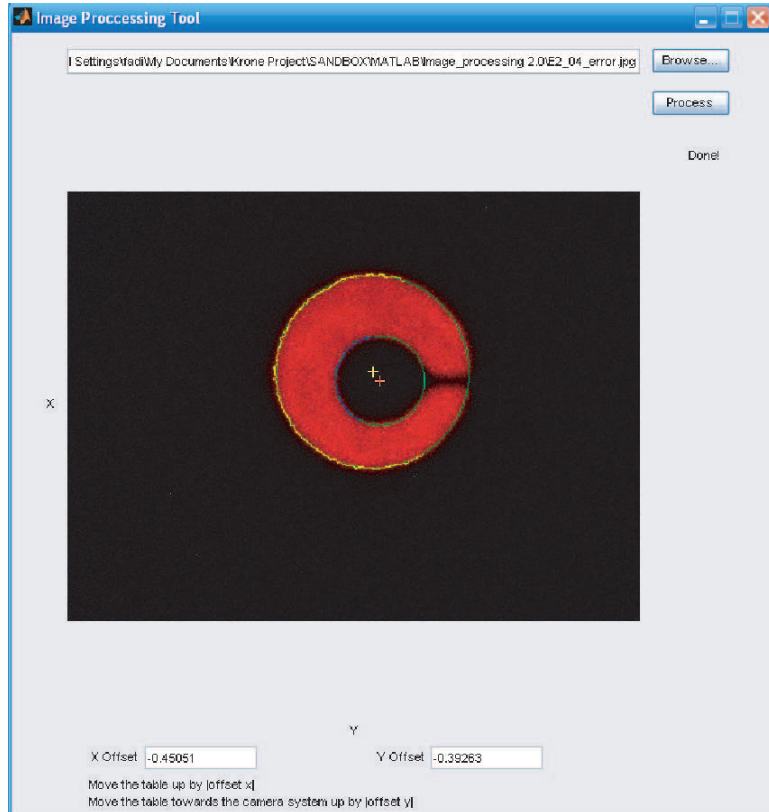 Image Proccessing Tool
l Settings\fadi\My Documents\Krone Project\SANDBOX\MATLAB\Image_processing 2.0\E2_04_error.jpg
Browse...
Process
Done!
X
Y
X Offset -0.45051
Y Offset -0.39263
Move the table up by |offset x|
Move the table towards the camera system up by |offset y|